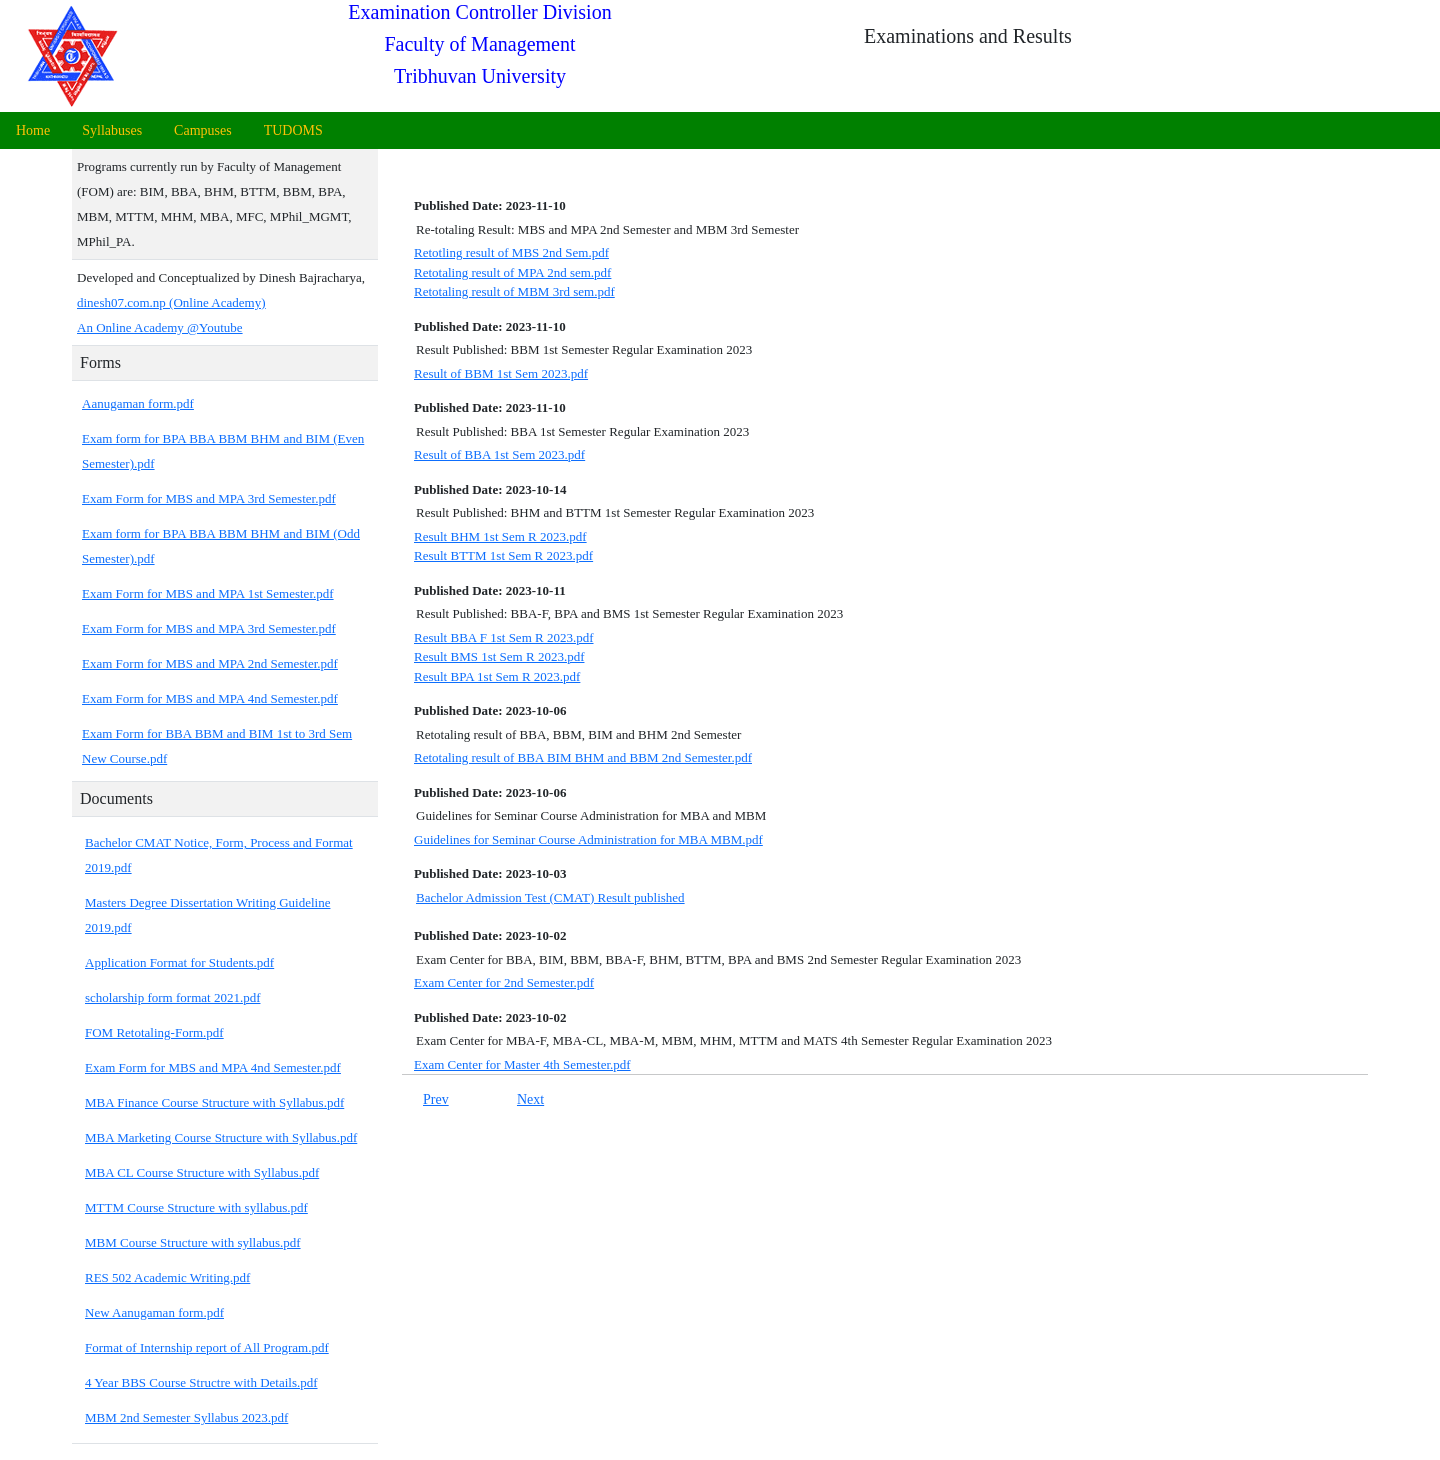 Examination Controller Division
Faculty of Management
Tribhuvan University
Examinations and Results
Home Syllabuses Campuses TUDOMS
Programs currently run by Faculty of Management
(FOM) are: BIM, BBA, BHM, BTTM, BBM, BPA,
MBM, MTTM, MHM, MBA, MFC, MPhil_MGMT,
MPhil_PA.
Developed and Conceptualized by Dinesh Bajracharya,
dinesh07.com.np (Online Academy)
An Online Academy @Youtube
Forms
Aanugaman form.pdf
Exam form for BPA BBA BBM BHM and BIM (Even
Semester).pdf
Exam Form for MBS and MPA 3rd Semester.pdf
Exam form for BPA BBA BBM BHM and BIM (Odd
Semester).pdf
Exam Form for MBS and MPA 1st Semester.pdf
Exam Form for MBS and MPA 3rd Semester.pdf
Exam Form for MBS and MPA 2nd Semester.pdf
Exam Form for MBS and MPA 4nd Semester.pdf
Exam Form for BBA BBM and BIM 1st to 3rd Sem
New Course.pdf
Documents
Bachelor CMAT Notice, Form, Process and Format
2019.pdf
Masters Degree Dissertation Writing Guideline
2019.pdf
Application Format for Students.pdf
scholarship form format 2021.pdf
FOM Retotaling-Form.pdf
Exam Form for MBS and MPA 4nd Semester.pdf
MBA Finance Course Structure with Syllabus.pdf
MBA Marketing Course Structure with Syllabus.pdf
MBA CL Course Structure with Syllabus.pdf
MTTM Course Structure with syllabus.pdf
MBM Course Structure with syllabus.pdf
RES 502 Academic Writing.pdf
New Aanugaman form.pdf
Format of Internship report of All Program.pdf
4 Year BBS Course Structre with Details.pdf
MBM 2nd Semester Syllabus 2023.pdf
Published Date: 2023-11-10
Re-totaling Result: MBS and MPA 2nd Semester and MBM 3rd Semester
Retotling result of MBS 2nd Sem.pdf
Retotaling result of MPA 2nd sem.pdf
Retotaling result of MBM 3rd sem.pdf
Published Date: 2023-11-10
Result Published: BBM 1st Semester Regular Examination 2023
Result of BBM 1st Sem 2023.pdf
Published Date: 2023-11-10
Result Published: BBA 1st Semester Regular Examination 2023
Result of BBA 1st Sem 2023.pdf
Published Date: 2023-10-14
Result Published: BHM and BTTM 1st Semester Regular Examination 2023
Result BHM 1st Sem R 2023.pdf
Result BTTM 1st Sem R 2023.pdf
Published Date: 2023-10-11
Result Published: BBA-F, BPA and BMS 1st Semester Regular Examination 2023
Result BBA F 1st Sem R 2023.pdf
Result BMS 1st Sem R 2023.pdf
Result BPA 1st Sem R 2023.pdf
Published Date: 2023-10-06
Retotaling result of BBA, BBM, BIM and BHM 2nd Semester
Retotaling result of BBA BIM BHM and BBM 2nd Semester.pdf
Published Date: 2023-10-06
Guidelines for Seminar Course Administration for MBA and MBM
Guidelines for Seminar Course Administration for MBA MBM.pdf
Published Date: 2023-10-03
Bachelor Admission Test (CMAT) Result published
Published Date: 2023-10-02
Exam Center for BBA, BIM, BBM, BBA-F, BHM, BTTM, BPA and BMS 2nd Semester Regular Examination 2023
Exam Center for 2nd Semester.pdf
Published Date: 2023-10-02
Exam Center for MBA-F, MBA-CL, MBA-M, MBM, MHM, MTTM and MATS 4th Semester Regular Examination 2023
Exam Center for Master 4th Semester.pdf
Prev Next